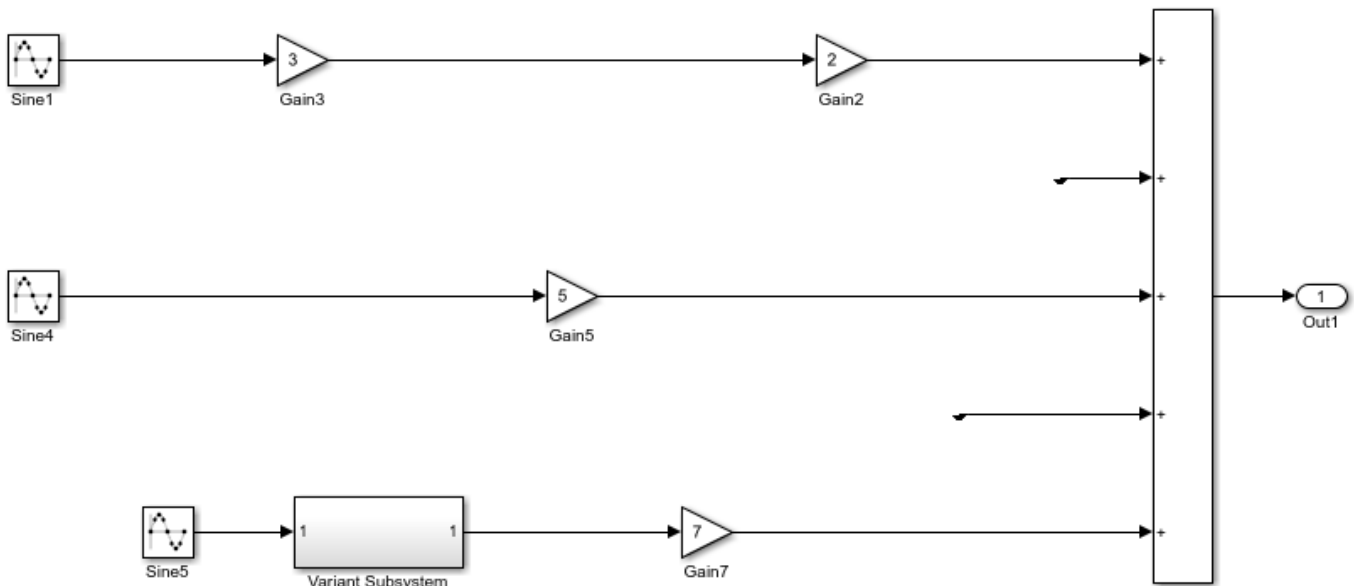 3 2 +
Sine1 Gain3 Gain2
+
5 + 1
Sine4 Gain5 Out1
+
1 1 7 +
Sine5 Variant Subsystem Gain7